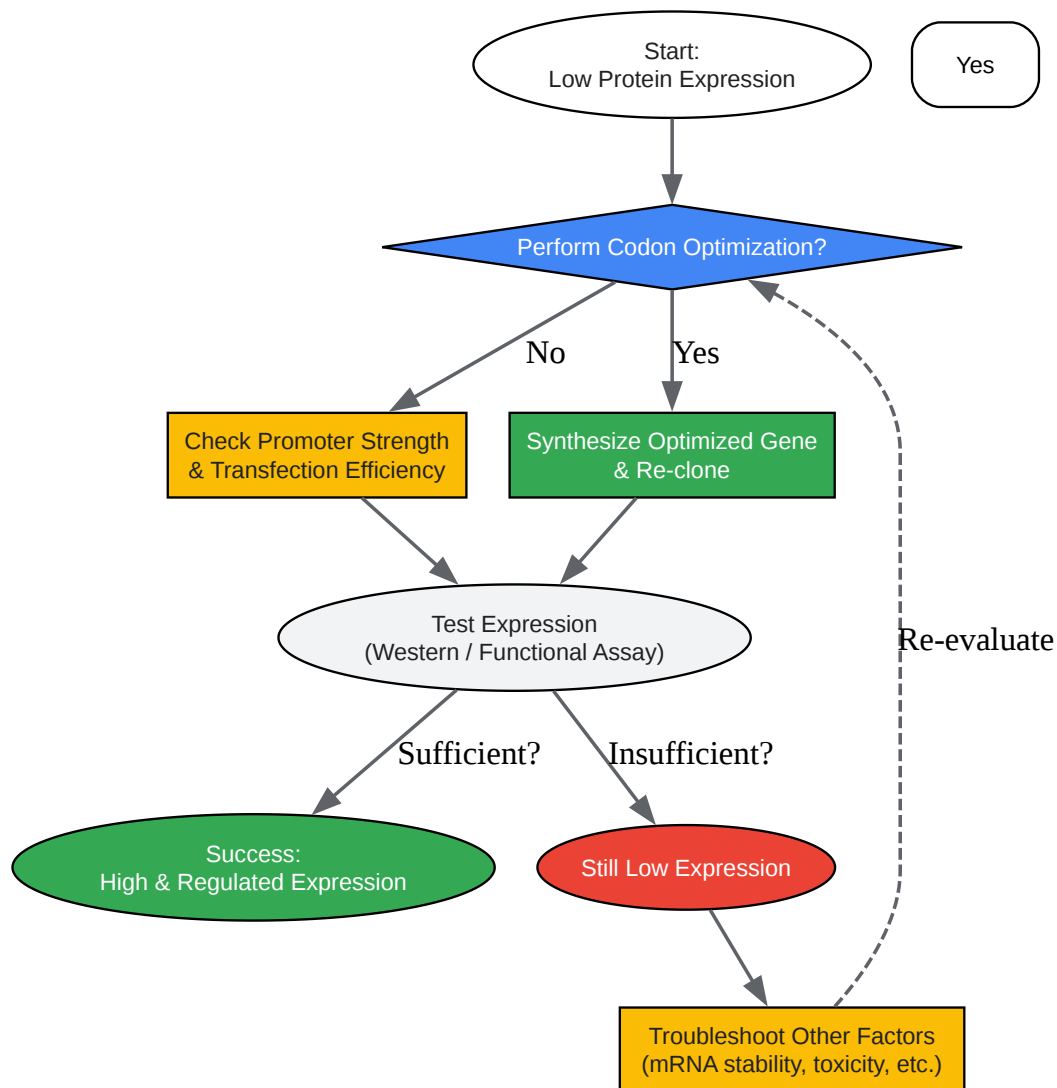 Start:
Low Protein Expression
Yes
Perform Codon Optimization?
No
Yes
Check Promoter Strength
& Transfection Efficiency
Synthesize Optimized Gene
& Re-clone
Test Expression
(Western / Functional Assay)
Re-evaluate
Sufficient?
Insufficient?
Success:
High & Regulated Expression
Still Low Expression
Troubleshoot Other Factors
(mRNA stability, toxicity, etc.)